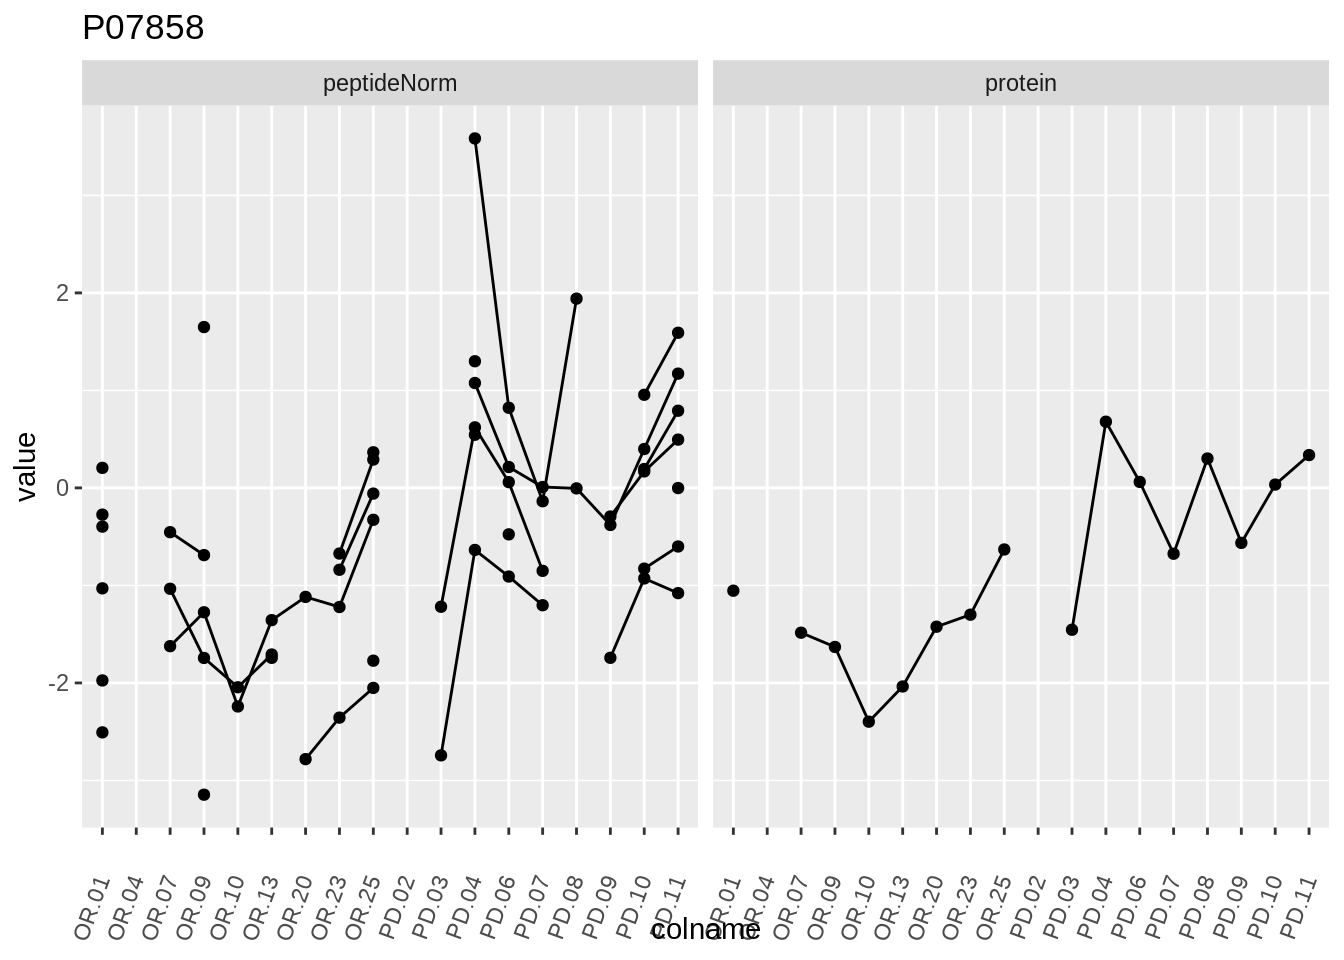 P07858
peptideNorm protein
value
2
0
-2
OR.01 OR.04 OR.07 OR.09 OR.10 OR.13 OR.20 OR.23 OR.25 PD.02 PD.03 PD.04 PD.06 PD.07 PD.08 PD.09 PD.10 PD.11 OR.01 OR.04 OR.07 OR.09 OR.10 OR.13 OR.20 OR.23 OR.25 PD.02 PD.03 PD.04 PD.06 PD.07 PD.08 PD.09 PD.10 PD.11
colname